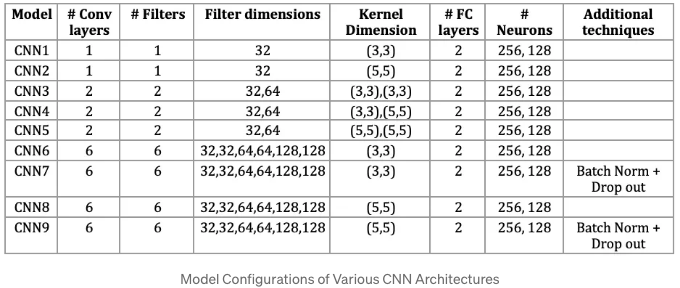 Model # Conv layers # Filters Filter dimensions Kernel Dimension # FC layers # Neurons Additional techniques
CNN1 1 1 32 (3,3) 2 256, 128
CNN2 1 1 32 (5,5) 2 256, 128
CNN3 2 2 32,64 (3,3),(3,3) 2 256, 128
CNN4 2 2 32,64 (3,3),(5,5) 2 256, 128
CNN5 2 2 32,64 (5,5),(5,5) 2 256, 128
CNN6 6 6 32,32,64,64,128,128 (3,3) 2 256, 128
CNN7 6 6 32,32,64,64,128,128 (3,3) 2 256, 128 Batch Norm + Drop out
CNN8 6 6 32,32,64,64,128,128 (5,5) 2 256, 128
CNN9 6 6 32,32,64,64,128,128 (5,5) 2 256, 128 Batch Norm + Drop out
Model Configurations of Various CNN Architectures